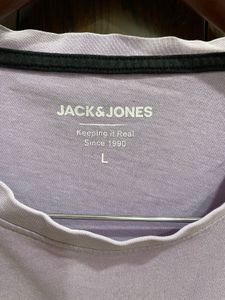 JACK&JONES
Keeping it Real
Since 1990
L